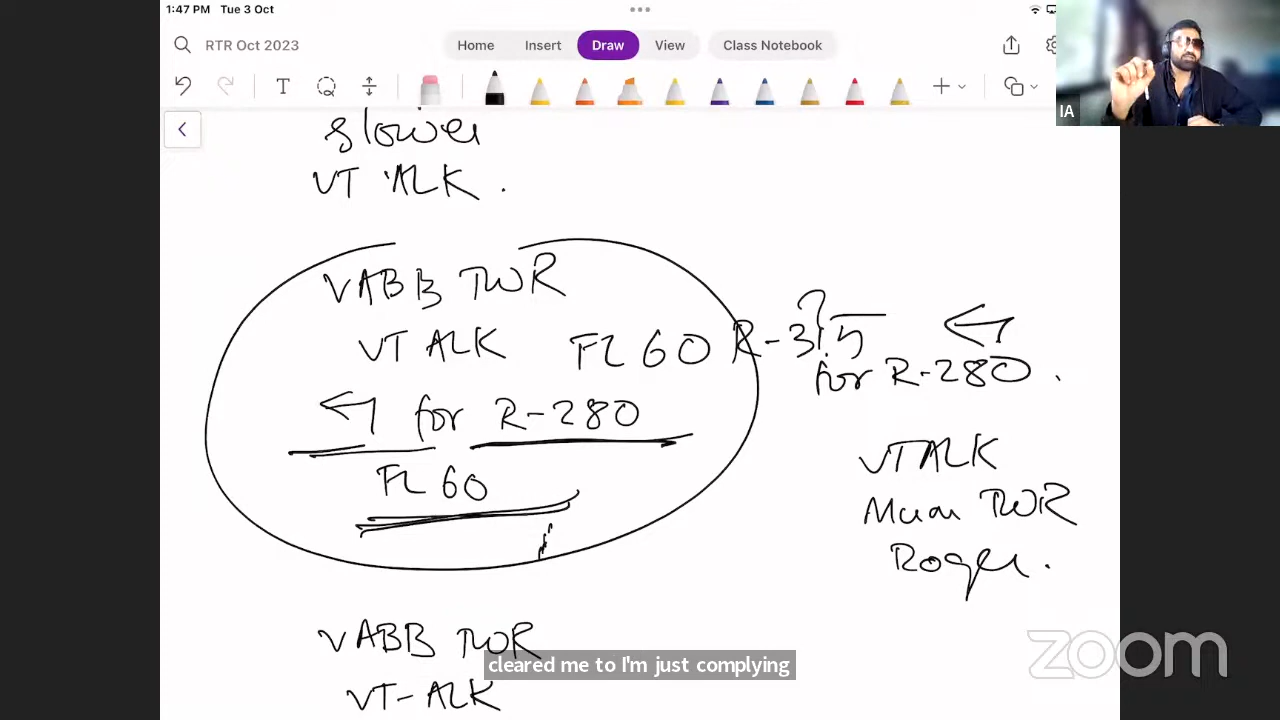 1:47 PM Tue 3 Oct
RTR Oct 2023
Home Insert Draw View Class Notebook
IA
slower
VT ALK.
VABB TWR
VT ALK FL 60 R-315
for R-280.
for R-280
FL 60
VTALK
Mum TWR
Roger.
VABB TWR
VT-ALK
cleared me to I'm just complying
zoom